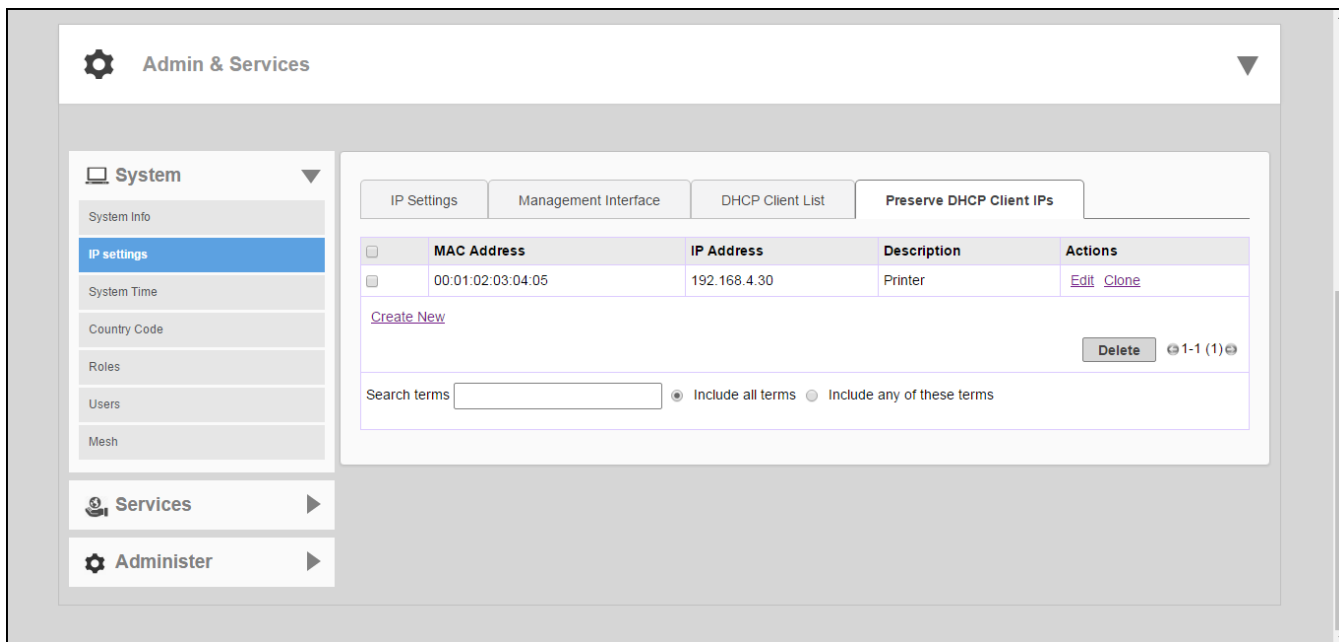 Admin & Services
System
System Info
IP settings
System Time
Country Code
Roles
Users
Mesh
Services
Administer
IP Settings Management Interface DHCP Client List Preserve DHCP Client IPs
MAC Address IP Address Description Actions
00:01:02:03:04:05 192.168.4.30 Printer Edit Clone
Create New
Delete 1-1 (1)
Search terms Include all terms Include any of these terms